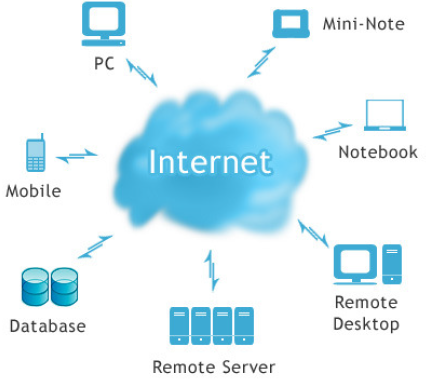 Mini-Note
PC
Internet
Notebook
Mobile
Remote
Desktop
Database
Remote Server